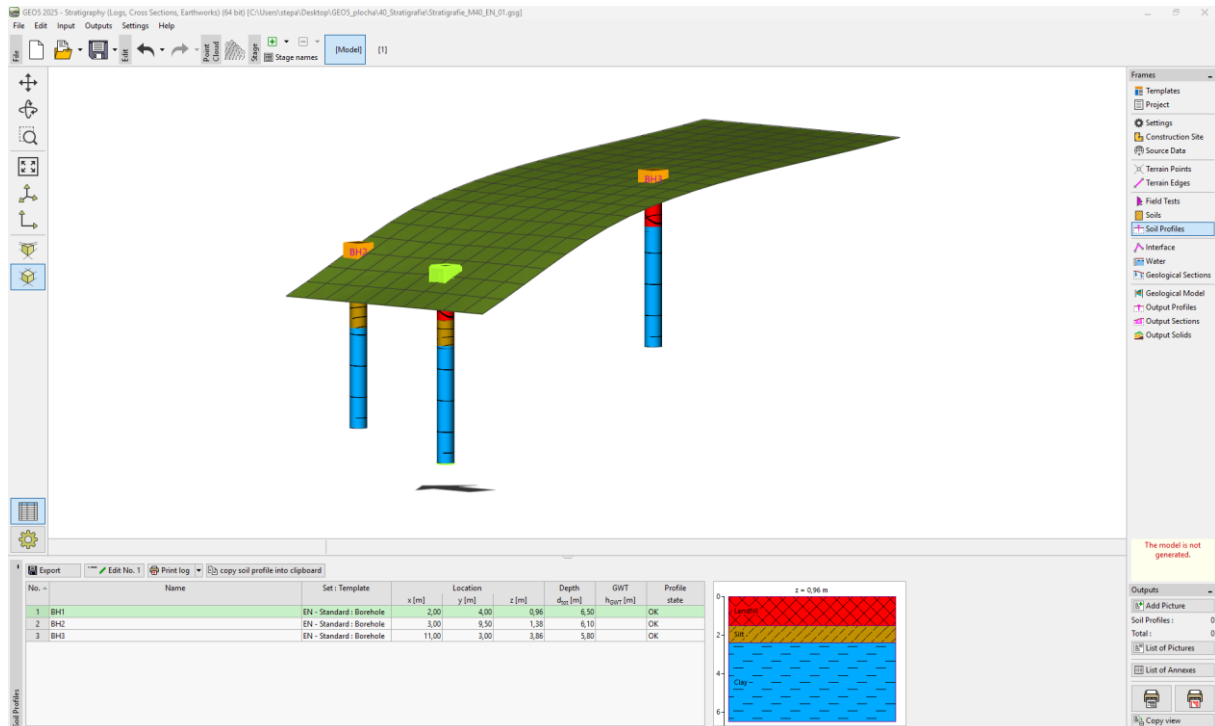 GEO5 2025 - Stratigraphy (Logs, Cross Sections, Earthworks) (64 bit) [C:\Users\stepa\Desktop\GEO5_plocha\40_Stratigrafie\Stratigrafie_M40_EN_01.gsg]
File Edit Input Outputs Settings Help
File
Edit
Point Cloud
Stage
Stage names
[Model] [1]
BH3
BH2
Frames
Templates
Project
Settings
Construction Site
Source Data
Terrain Points
Terrain Edges
Field Tests
Soils
Soil Profiles
Interface
Water
Geological Sections
Geological Model
Output Profiles
Output Sections
Output Solids
The model is not
generated.
Export Edit No. 1 Print log copy soil profile into clipboard
No. Name Set : Template Location Depth GWT Profile
x [m] y [m] z [m] dtot [m] hGWT [m] state
1 BH1 EN - Standard : Borehole 2,00 4,00 0,96 6,50 OK
2 BH2 EN - Standard : Borehole 3,00 9,50 1,38 6,10 OK
3 BH3 EN - Standard : Borehole 11,00 3,00 3,86 5,80 OK
Soil Profiles
z = 0,96 m
0
2
Silt
4
Clay
6
Outputs
Add Picture
Soil Profiles : 0
Total : 0
List of Pictures
List of Annexes
Copy view